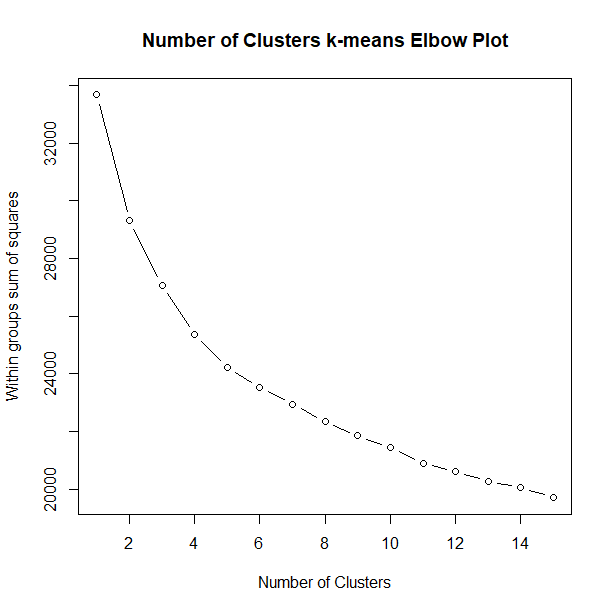 Number of Clusters k-means Elbow Plot
Within groups sum of squares
32000
28000
24000
20000
2 4 6 8 10 12 14
Number of Clusters